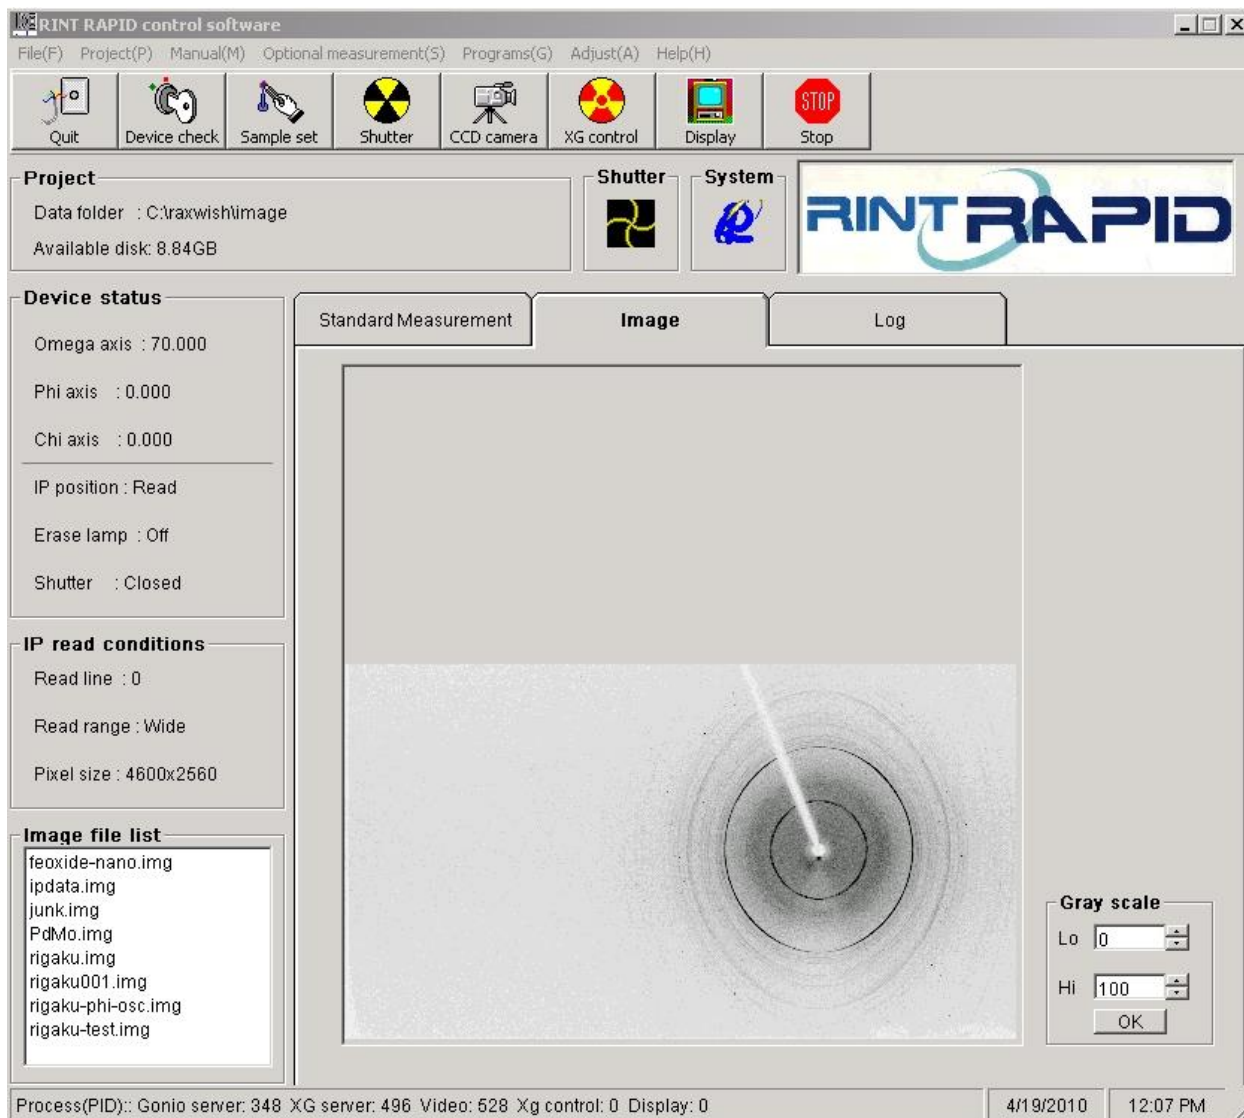 RINT RAPID control software
File(F) Project(P) Manual(M) Optional measurement(S) Programs(G) Adjust(A) Help(H)
Quit Device check Sample set Shutter CCD camera XG control Display STOP Stop
Project
Data folder : C:\raxwish\image
Available disk: 8.84GB
Shutter
System
RINT RAPID
Device status
Omega axis : 70.000
Phi axis : 0.000
Chi axis : 0.000
IP position : Read
Erase lamp : Off
Shutter : Closed
IP read conditions
Read line : 0
Read range : Wide
Pixel size : 4600x2560
Image file list
feoxide-nano.img
ipdata.img
junk.img
PdMo.img
rigaku.img
rigaku001.img
rigaku-phi-osc.img
rigaku-test.img
Standard Measurement Image Log
Gray scale
Lo 0
Hi 100
OK
Process(PID):: Gonio server: 348 XG server: 496 Video: 528 Xg control: 0 Display: 0 4/19/2010 12:07 PM